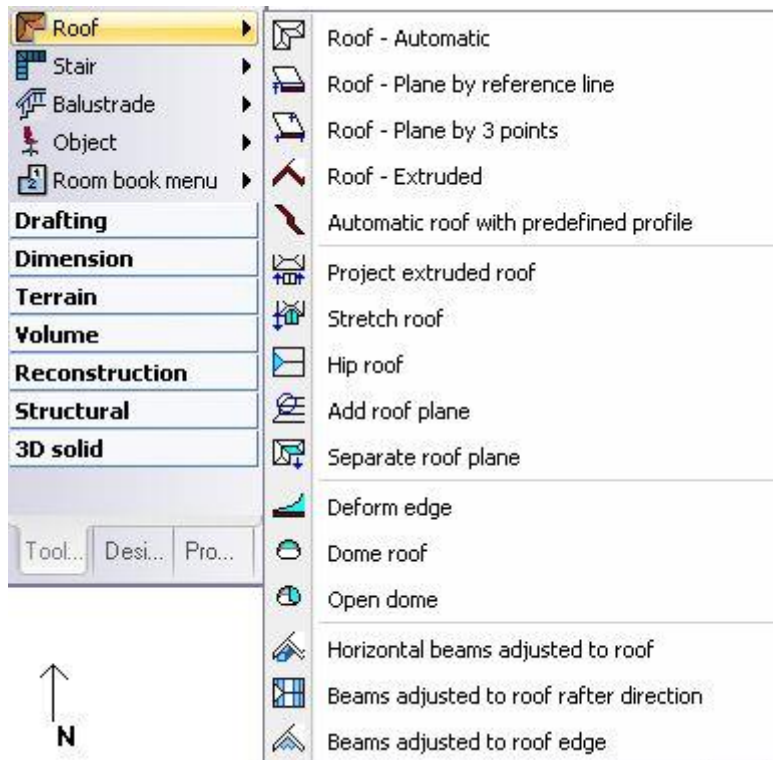 Roof
Stair
Balustrade
Object
Room book menu
Drafting
Dimension
Terrain
Volume
Reconstruction
Structural
3D solid
Tool...
Desi...
Pro...
N
Roof - Automatic
Roof - Plane by reference line
Roof - Plane by 3 points
Roof - Extruded
Automatic roof with predefined profile
Project extruded roof
Stretch roof
Hip roof
Add roof plane
Separate roof plane
Deform edge
Dome roof
Open dome
Horizontal beams adjusted to roof
Beams adjusted to roof rafter direction
Beams adjusted to roof edge